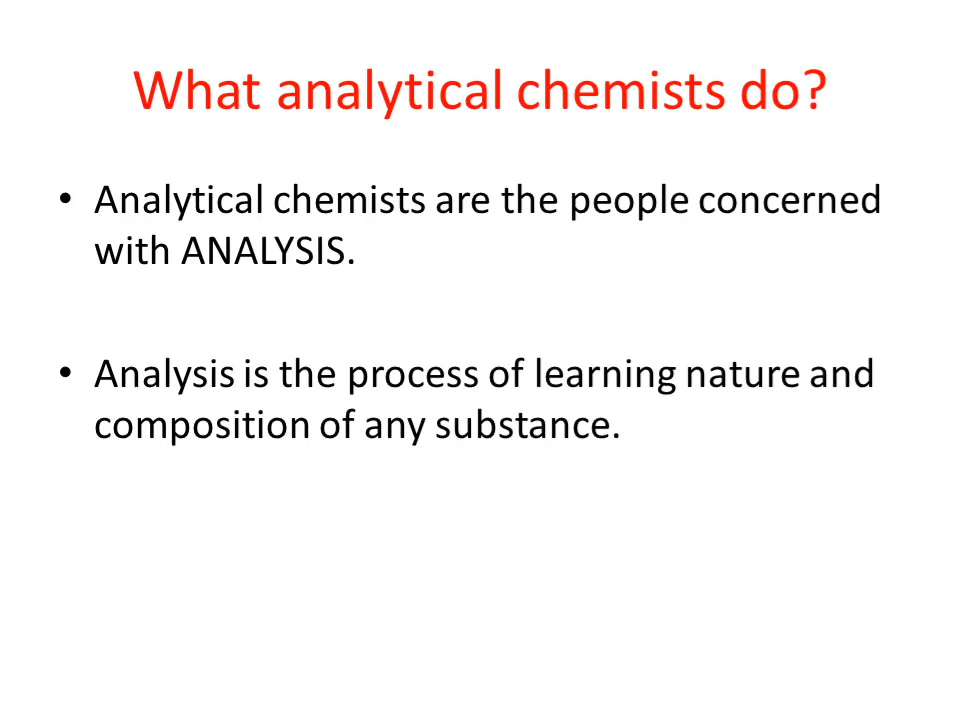 What analytical chemists do?
• Analytical chemists are the people concerned
with ANALYSIS.
• Analysis is the process of learning nature and
composition of any substance.